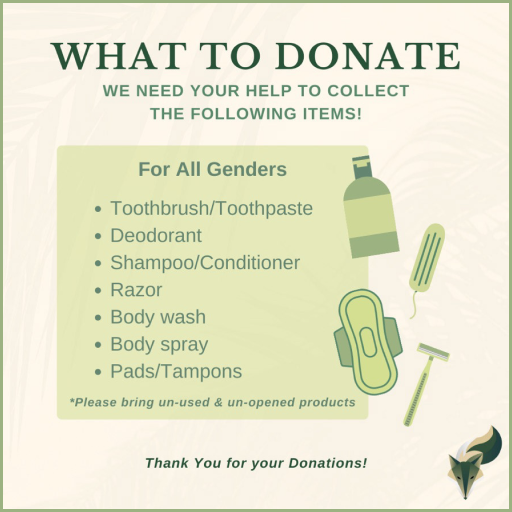 WHAT TO DONATE
WE NEED YOUR HELP TO COLLECT
THE FOLLOWING ITEMS!
For All Genders
• Toothbrush/Toothpaste
• Deodorant
• Shampoo/Conditioner
• Razor
• Body wash
• Body spray
• Pads/Tampons
*Please bring un-used & un-opened products
Thank You for your Donations!